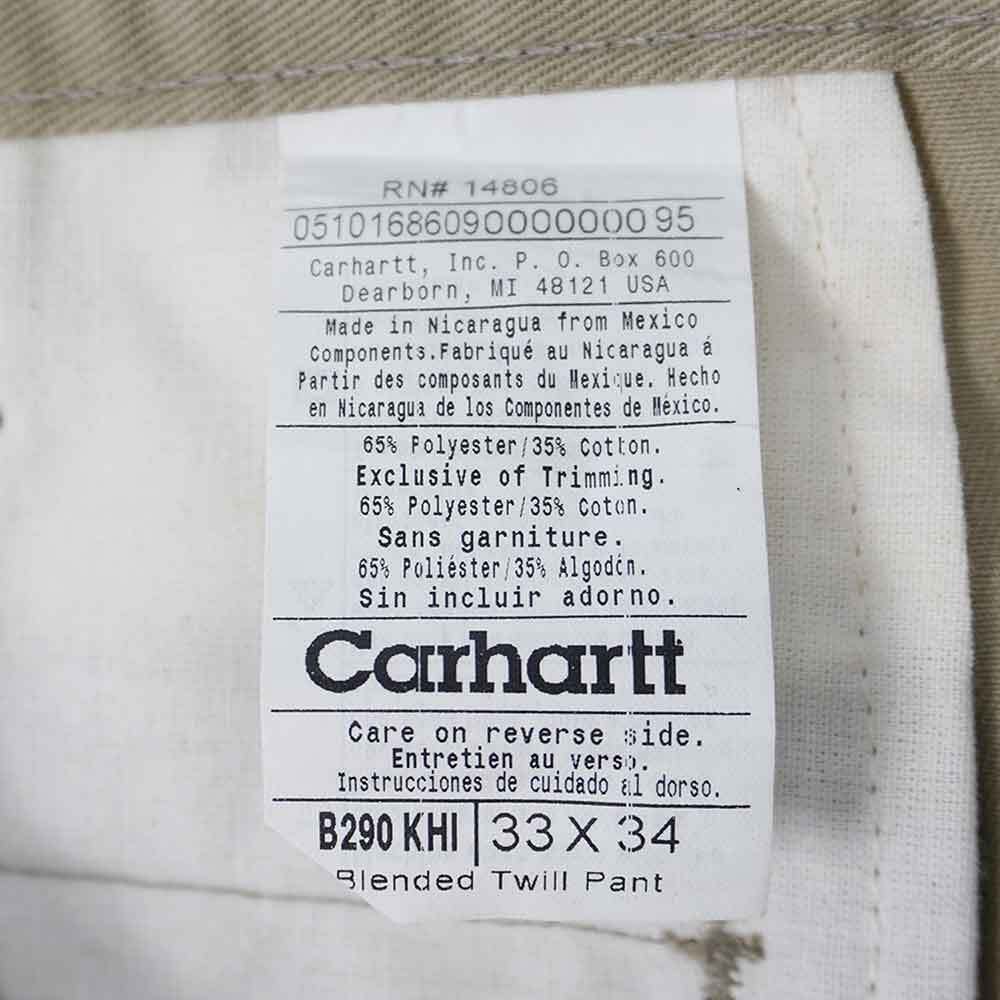 RN# 14806
05101686090000000095
Carhartt, Inc. P. O. Box 600
Dearborn, MI 48121 USA
Made in Nicaragua from Mexico
Components.Fabriqué au Nicaragua á
Partir des composants du Mexique. Hecho
en Nicaragua de los Componentes de México.
65% Polyester/35% Cotton.
Exclusive of Trimming.
65% Polyester/35% Coton.
Sans garniture.
65% Poliéster/35% Algodón.
Sin incluir adorno.
Carhartt
Care on reverse side.
Entretien au verso.
Instrucciones de cuidado al dorso.
B290 KHI 33 X 34
Blended Twill Pant